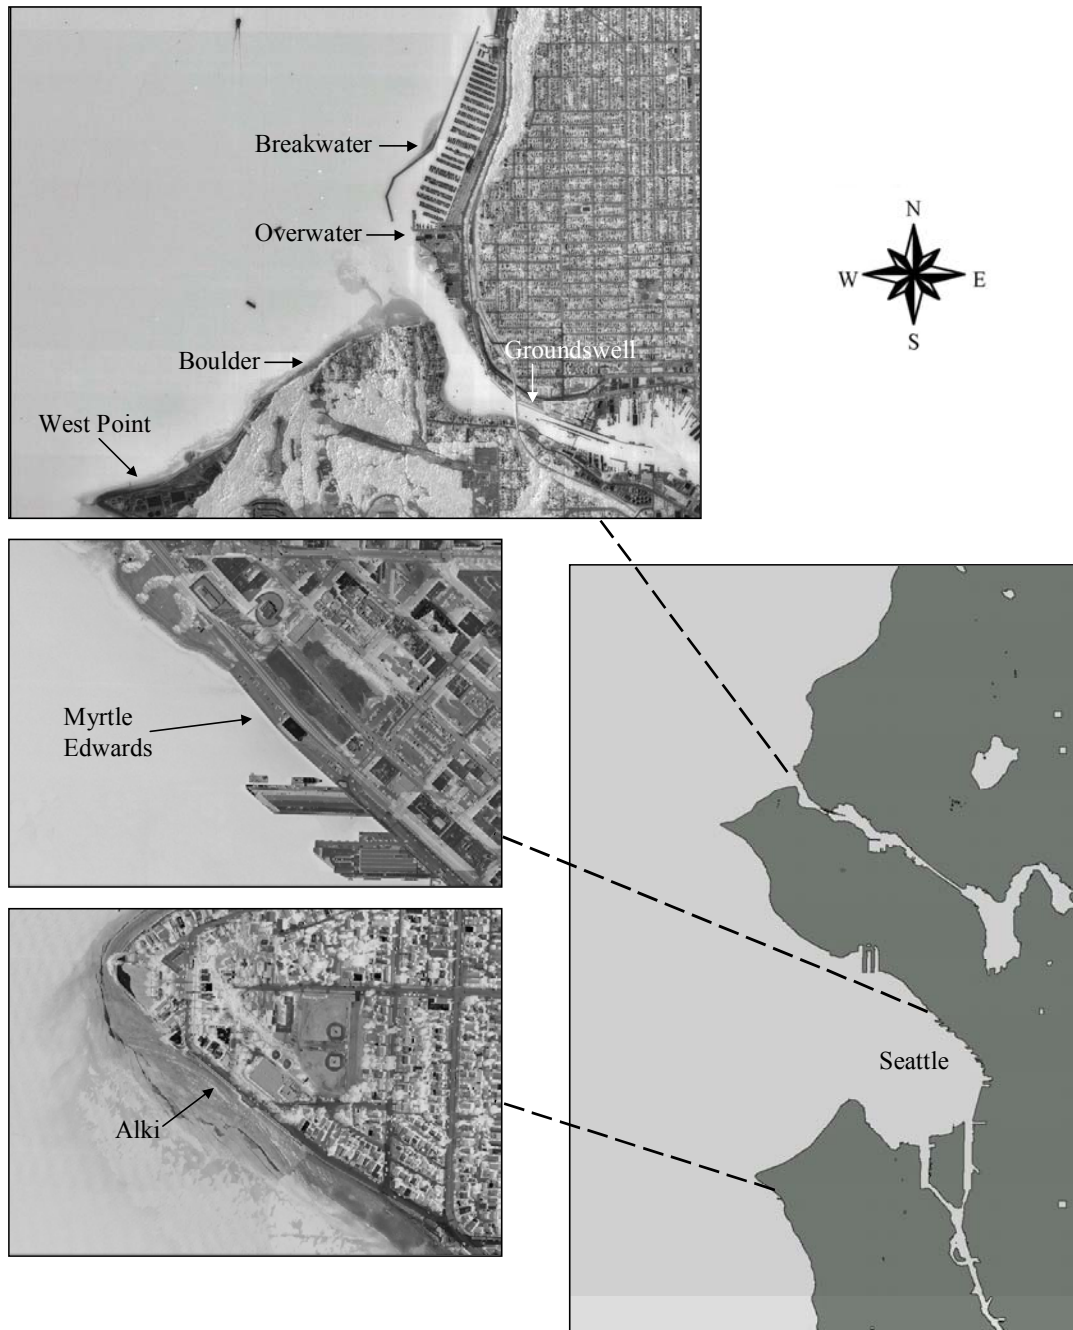 Breakwater
Overwater
Boulder
Groundswell
West Point
N
W
E
S
Myrtle
Edwards
Seattle
Alki